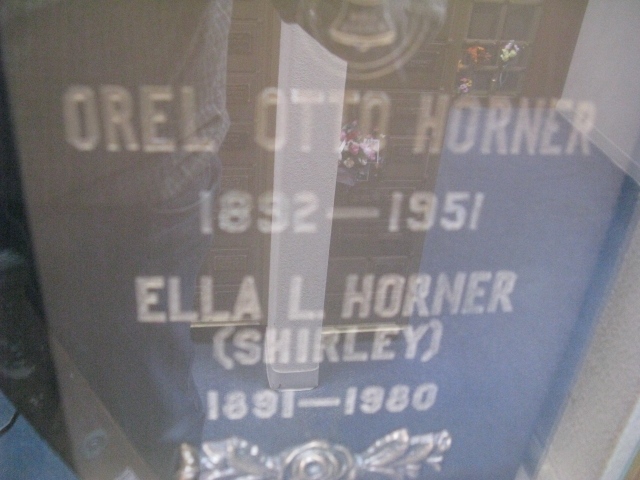 OREL OTTO HORNER
1892—1951
ELLA L. HORNER
(SHIRLEY)
1891—1980